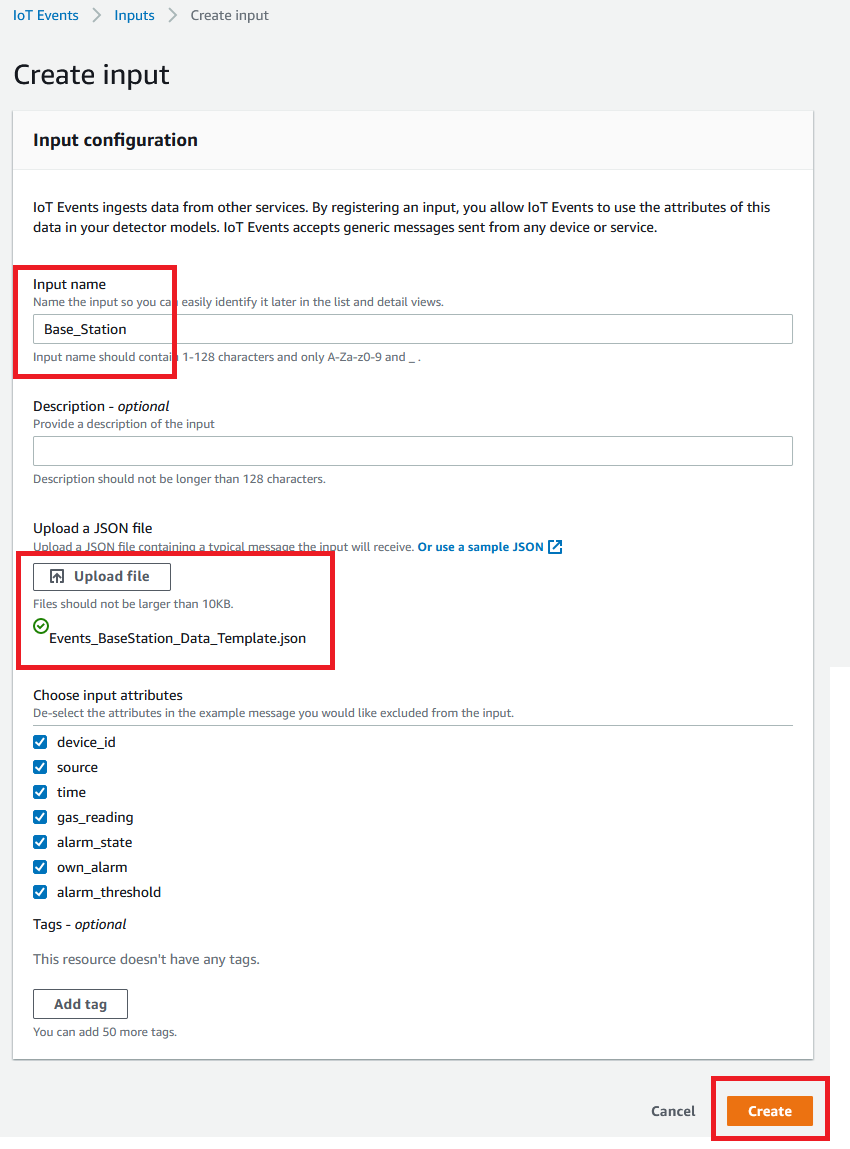 IoT Events > Inputs > Create input
Create input
Input configuration
IoT Events ingests data from other services. By registering an input, you allow IoT Events to use the attributes of this
data in your detector models. IoT Events accepts generic messages sent from any device or service.
Input name
Name the input so you can easily identify it later in the list and detail views.
Base_Station
Input name should contain 1-128 characters and only A-Za-z0-9 and _ .
Description - optional
Provide a description of the input
Description should not be longer than 128 characters.
Upload a JSON file
Upload a JSON file containing a typical message the input will receive. Or use a sample JSON
Upload file
Files should not be larger than 10KB.
Events_BaseStation_Data_Template.json
Choose input attributes
De-select the attributes in the example message you would like excluded from the input.
device_id
source
time
gas_reading
alarm_state
own_alarm
alarm_threshold
Tags - optional
This resource doesn't have any tags.
Add tag
You can add 50 more tags.
Cancel Create